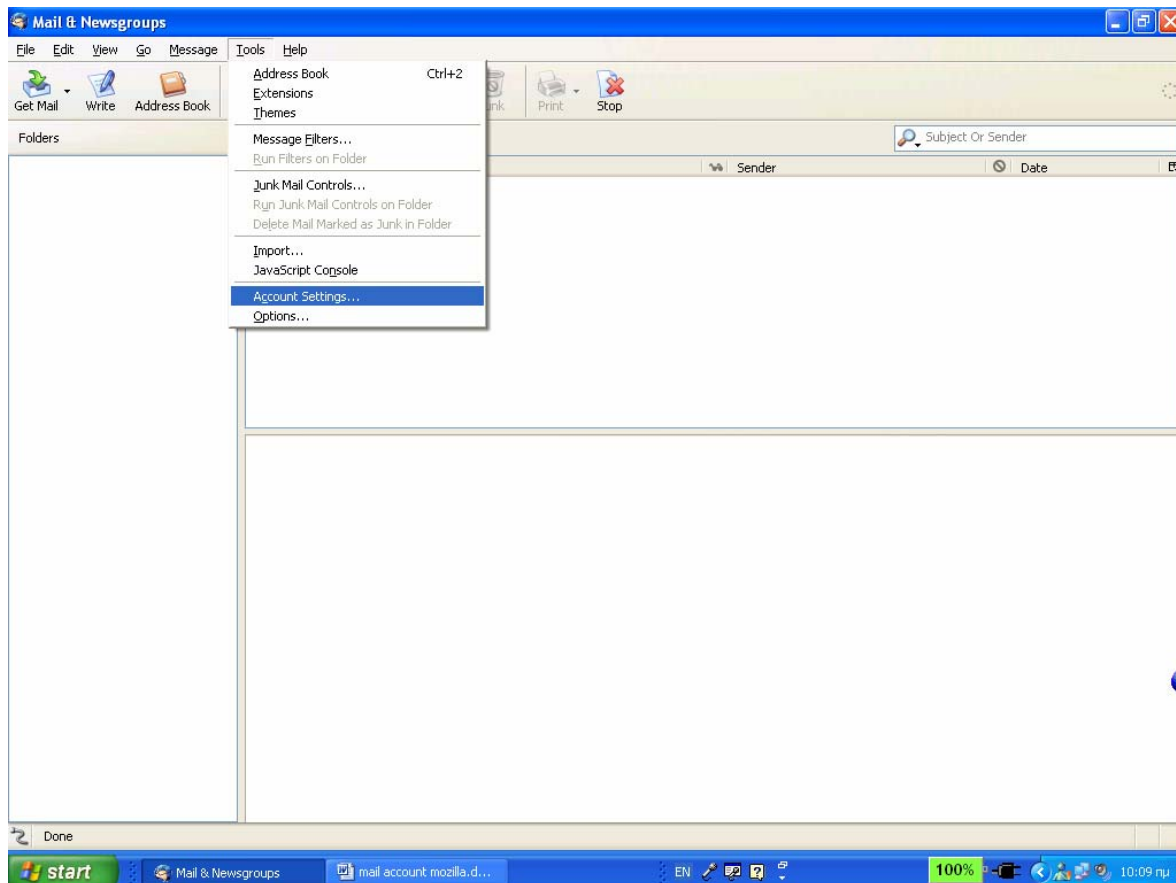 Mail & Newsgroups
File Edit View Go Message Tools Help
Get Mail Write Address Book Print Stop
Address Book Ctrl+2
Extensions
Themes
Message Filters...
Run Filters on Folder
Junk Mail Controls...
Run Junk Mail Controls on Folder
Delete Mail Marked as Junk in Folder
Import...
JavaScript Console
Account Settings...
Options...
Folders
Subject Or Sender
Sender Date
Done
start Mail & Newsgroups mail account mozilla.d... EN 100% 10:09 πμ